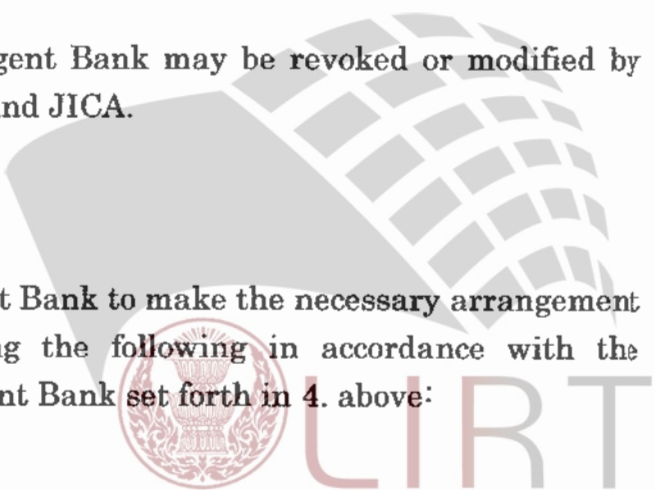 gent Bank may be revoked or modified by
nd JICA.
t Bank to make the necessary arrangement
ng the following in accordance with the
nt Bank set forth in 4. above:
LIRT